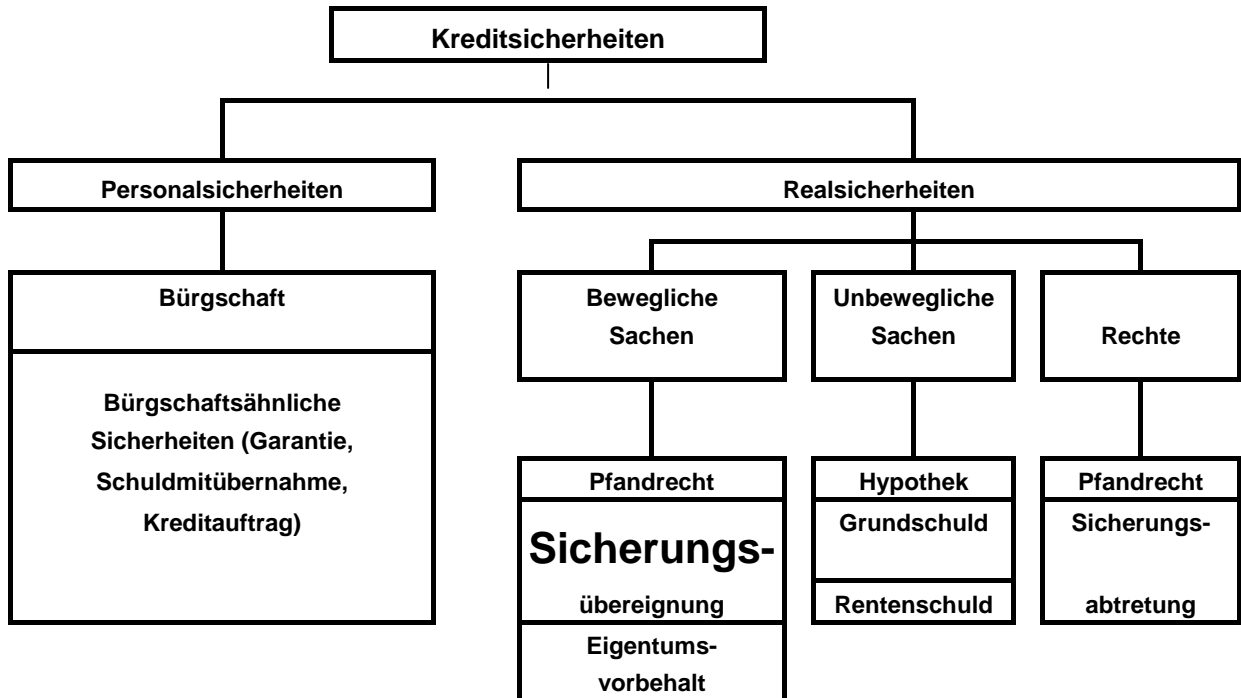 Kreditsicherheiten
Personalsicherheiten
Realsicherheiten
Bürgschaft
Bürgschaftsähnliche
Sicherheiten (Garantie,
Schuldmitübernahme,
Kreditauftrag)
Bewegliche
Sachen
Pfandrecht
Sicherungs-
übereignung
Eigentums-
vorbehalt
Unbewegliche
Sachen
Hypothek
Grundschuld
Rentenschuld
Rechte
Pfandrecht
Sicherungs-
abtretung